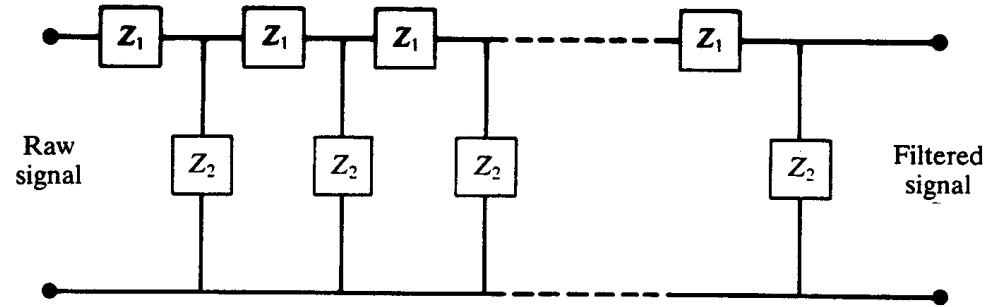 Z₁ Z₁ Z₁ Z₁
Raw
signal
Z₂ Z₂ Z₂ Z₂
Filtered
signal